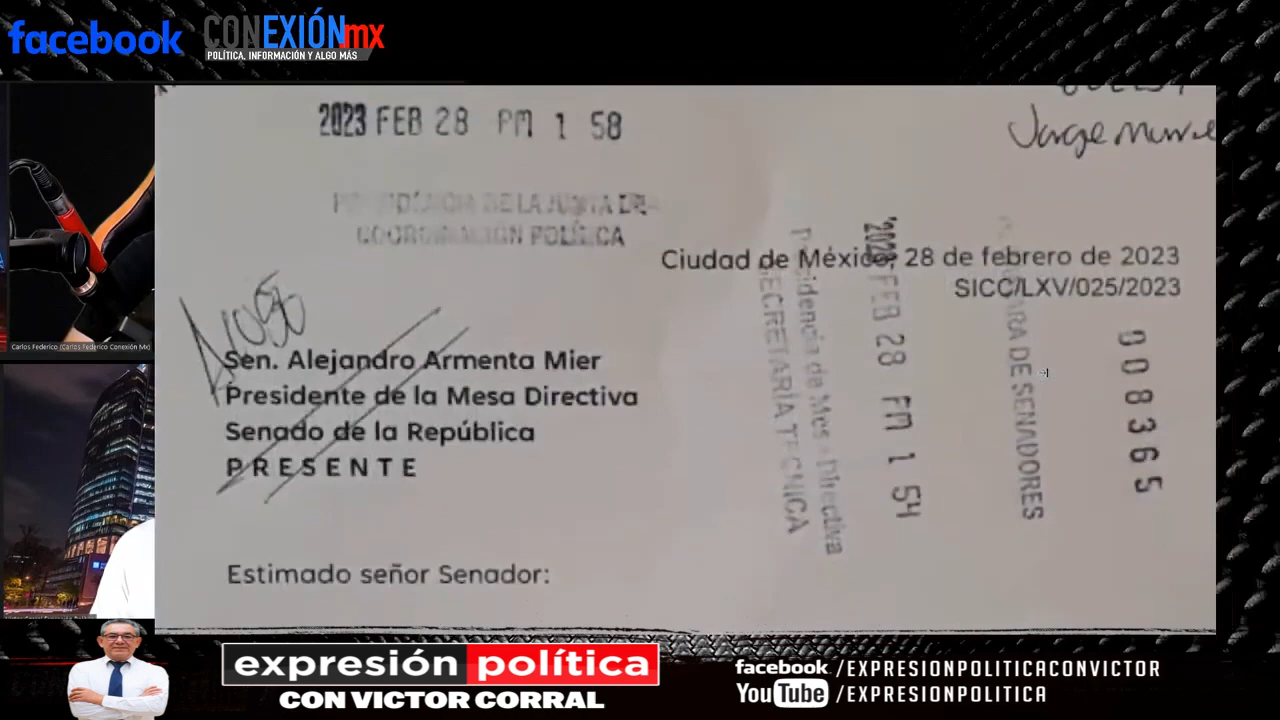 facebook
CONEXIÓNmx
POLÍTICA, INFORMACIÓN Y ALGO MÁS
2023 FEB 28 PM 1 58
DE LA JUNTA DE
COORDINACIÓN POLÍTICA
Jorge
Ciudad de México, 28 de febrero de 2023
SICC/LXV/025/2023
Acuse
Sen. Alejandro Armenta Mier
Presidente de la Mesa Directiva
Senado de la República
PRESENTE
Estimado señor Senador:
2023 FEB 28 PM 1 54
Presidencia de Mesa Directiva
SECRETARÍA TÉCNICA
CÁMARA DE SENADORES
008365
Carlos Federico (Carlos Federico Conexión Mx)
expresión política
CON VICTOR CORRAL
facebook /EXPRESIONPOLITICACONVICTOR
YouTube /EXPRESIONPOLITICA